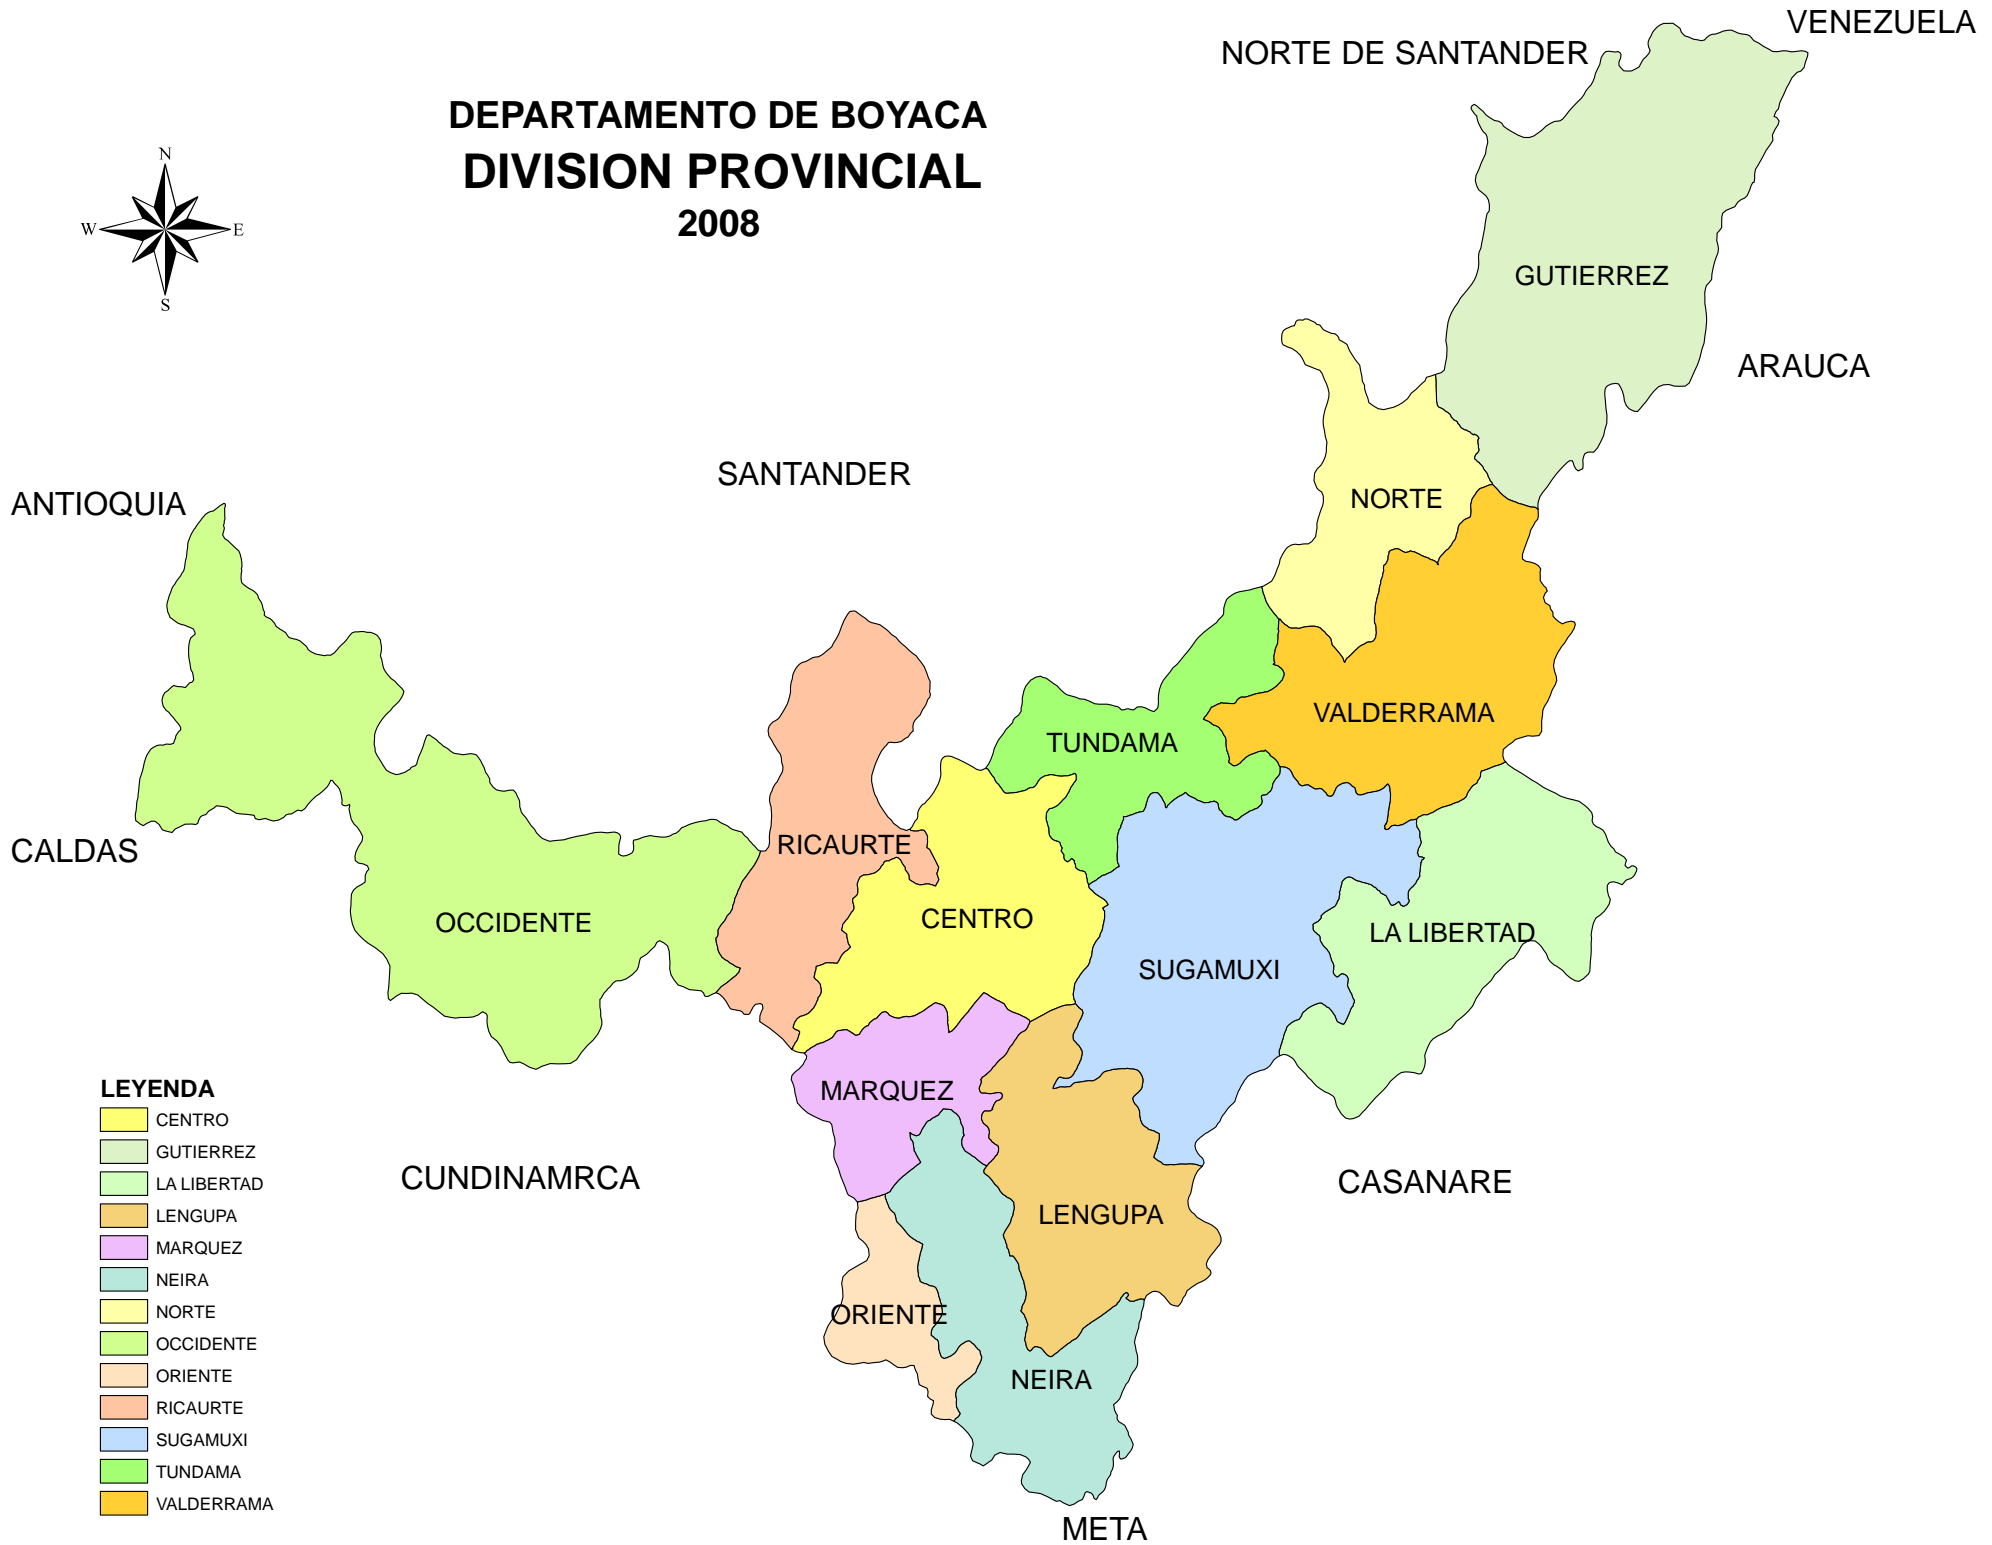 VENEZUELA
NORTE DE SANTANDER
DEPARTAMENTO DE BOYACA
DIVISION PROVINCIAL
2008
N
W
E
S
GUTIERREZ
ARAUCA
SANTANDER
ANTIOQUIA
NORTE
VALDERRAMA
TUNDAMA
CALDAS
RICAURTE
OCCIDENTE
CENTRO
LA LIBERTAD
SUGAMUXI
MARQUEZ
CUNDINAMRCA
CASANARE
LENGUPA
ORIENTE
NEIRA
META
LEYENDA
CENTRO
GUTIERREZ
LA LIBERTAD
LENGUPA
MARQUEZ
NEIRA
NORTE
OCCIDENTE
ORIENTE
RICAURTE
SUGAMUXI
TUNDAMA
VALDERRAMA